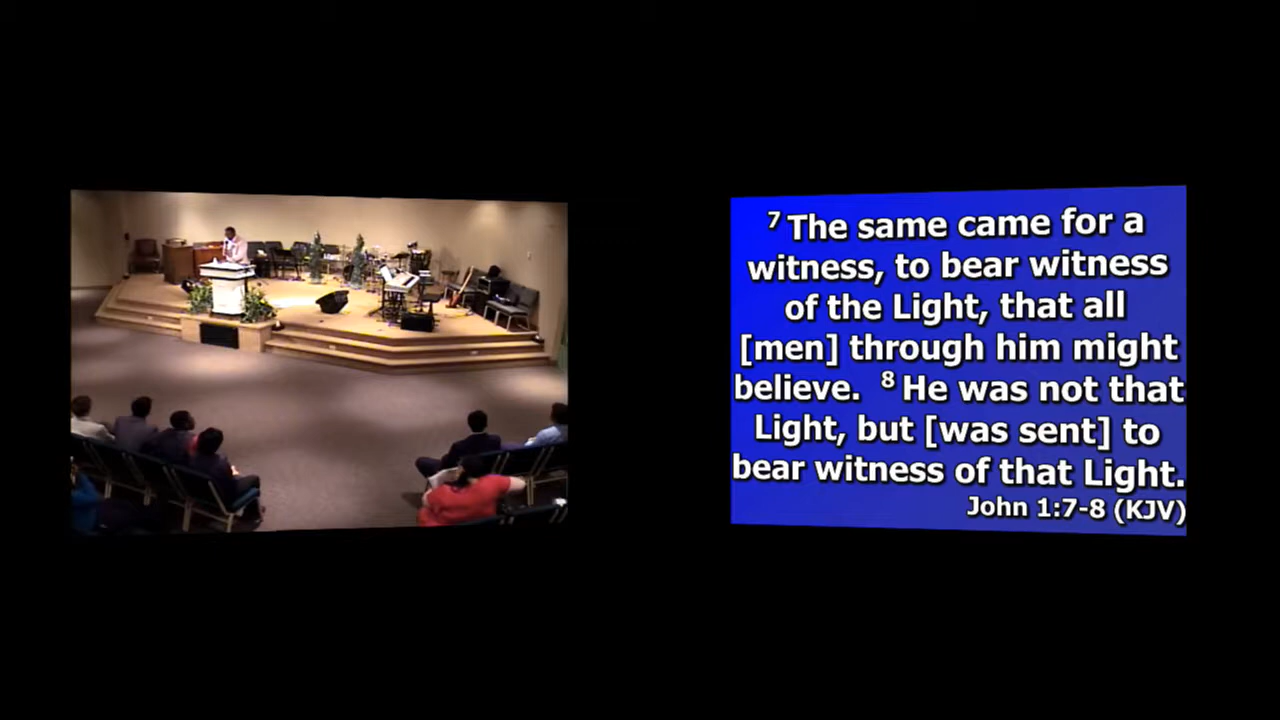 7 The same came for a
witness, to bear witness
of the Light, that all
[men] through him might
believe. 8 He was not that
Light, but [was sent] to
bear witness of that Light.
John 1:7-8 (KJV)